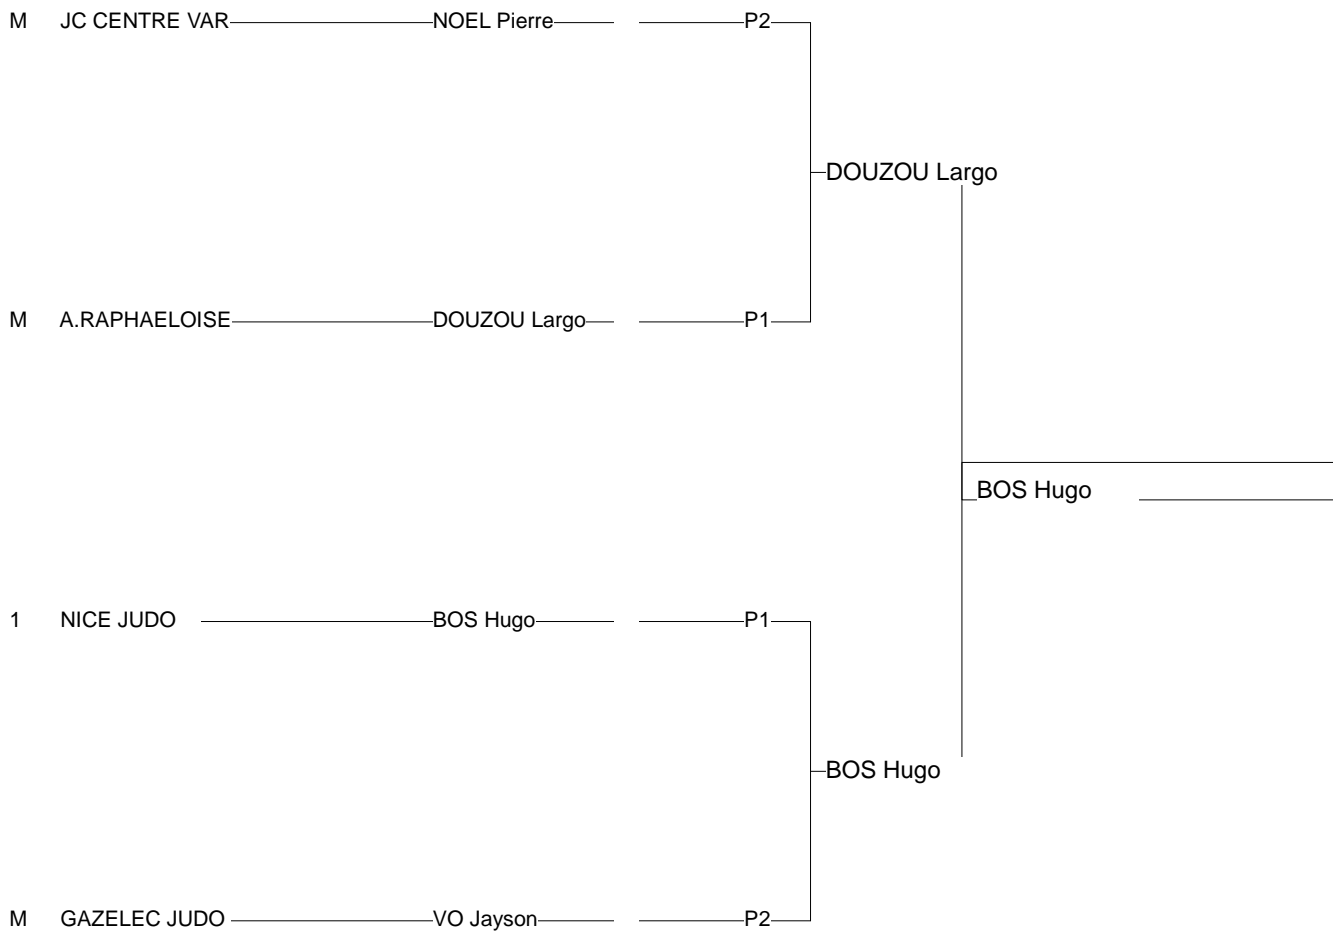 M JC CENTRE VAR NOEL Pierre P2
DOUZOU Largo
M A.RAPHAELOISE DOUZOU Largo P1
BOS Hugo
1 NICE JUDO BOS Hugo P1
BOS Hugo
M GAZELEC JUDO VO Jayson P2